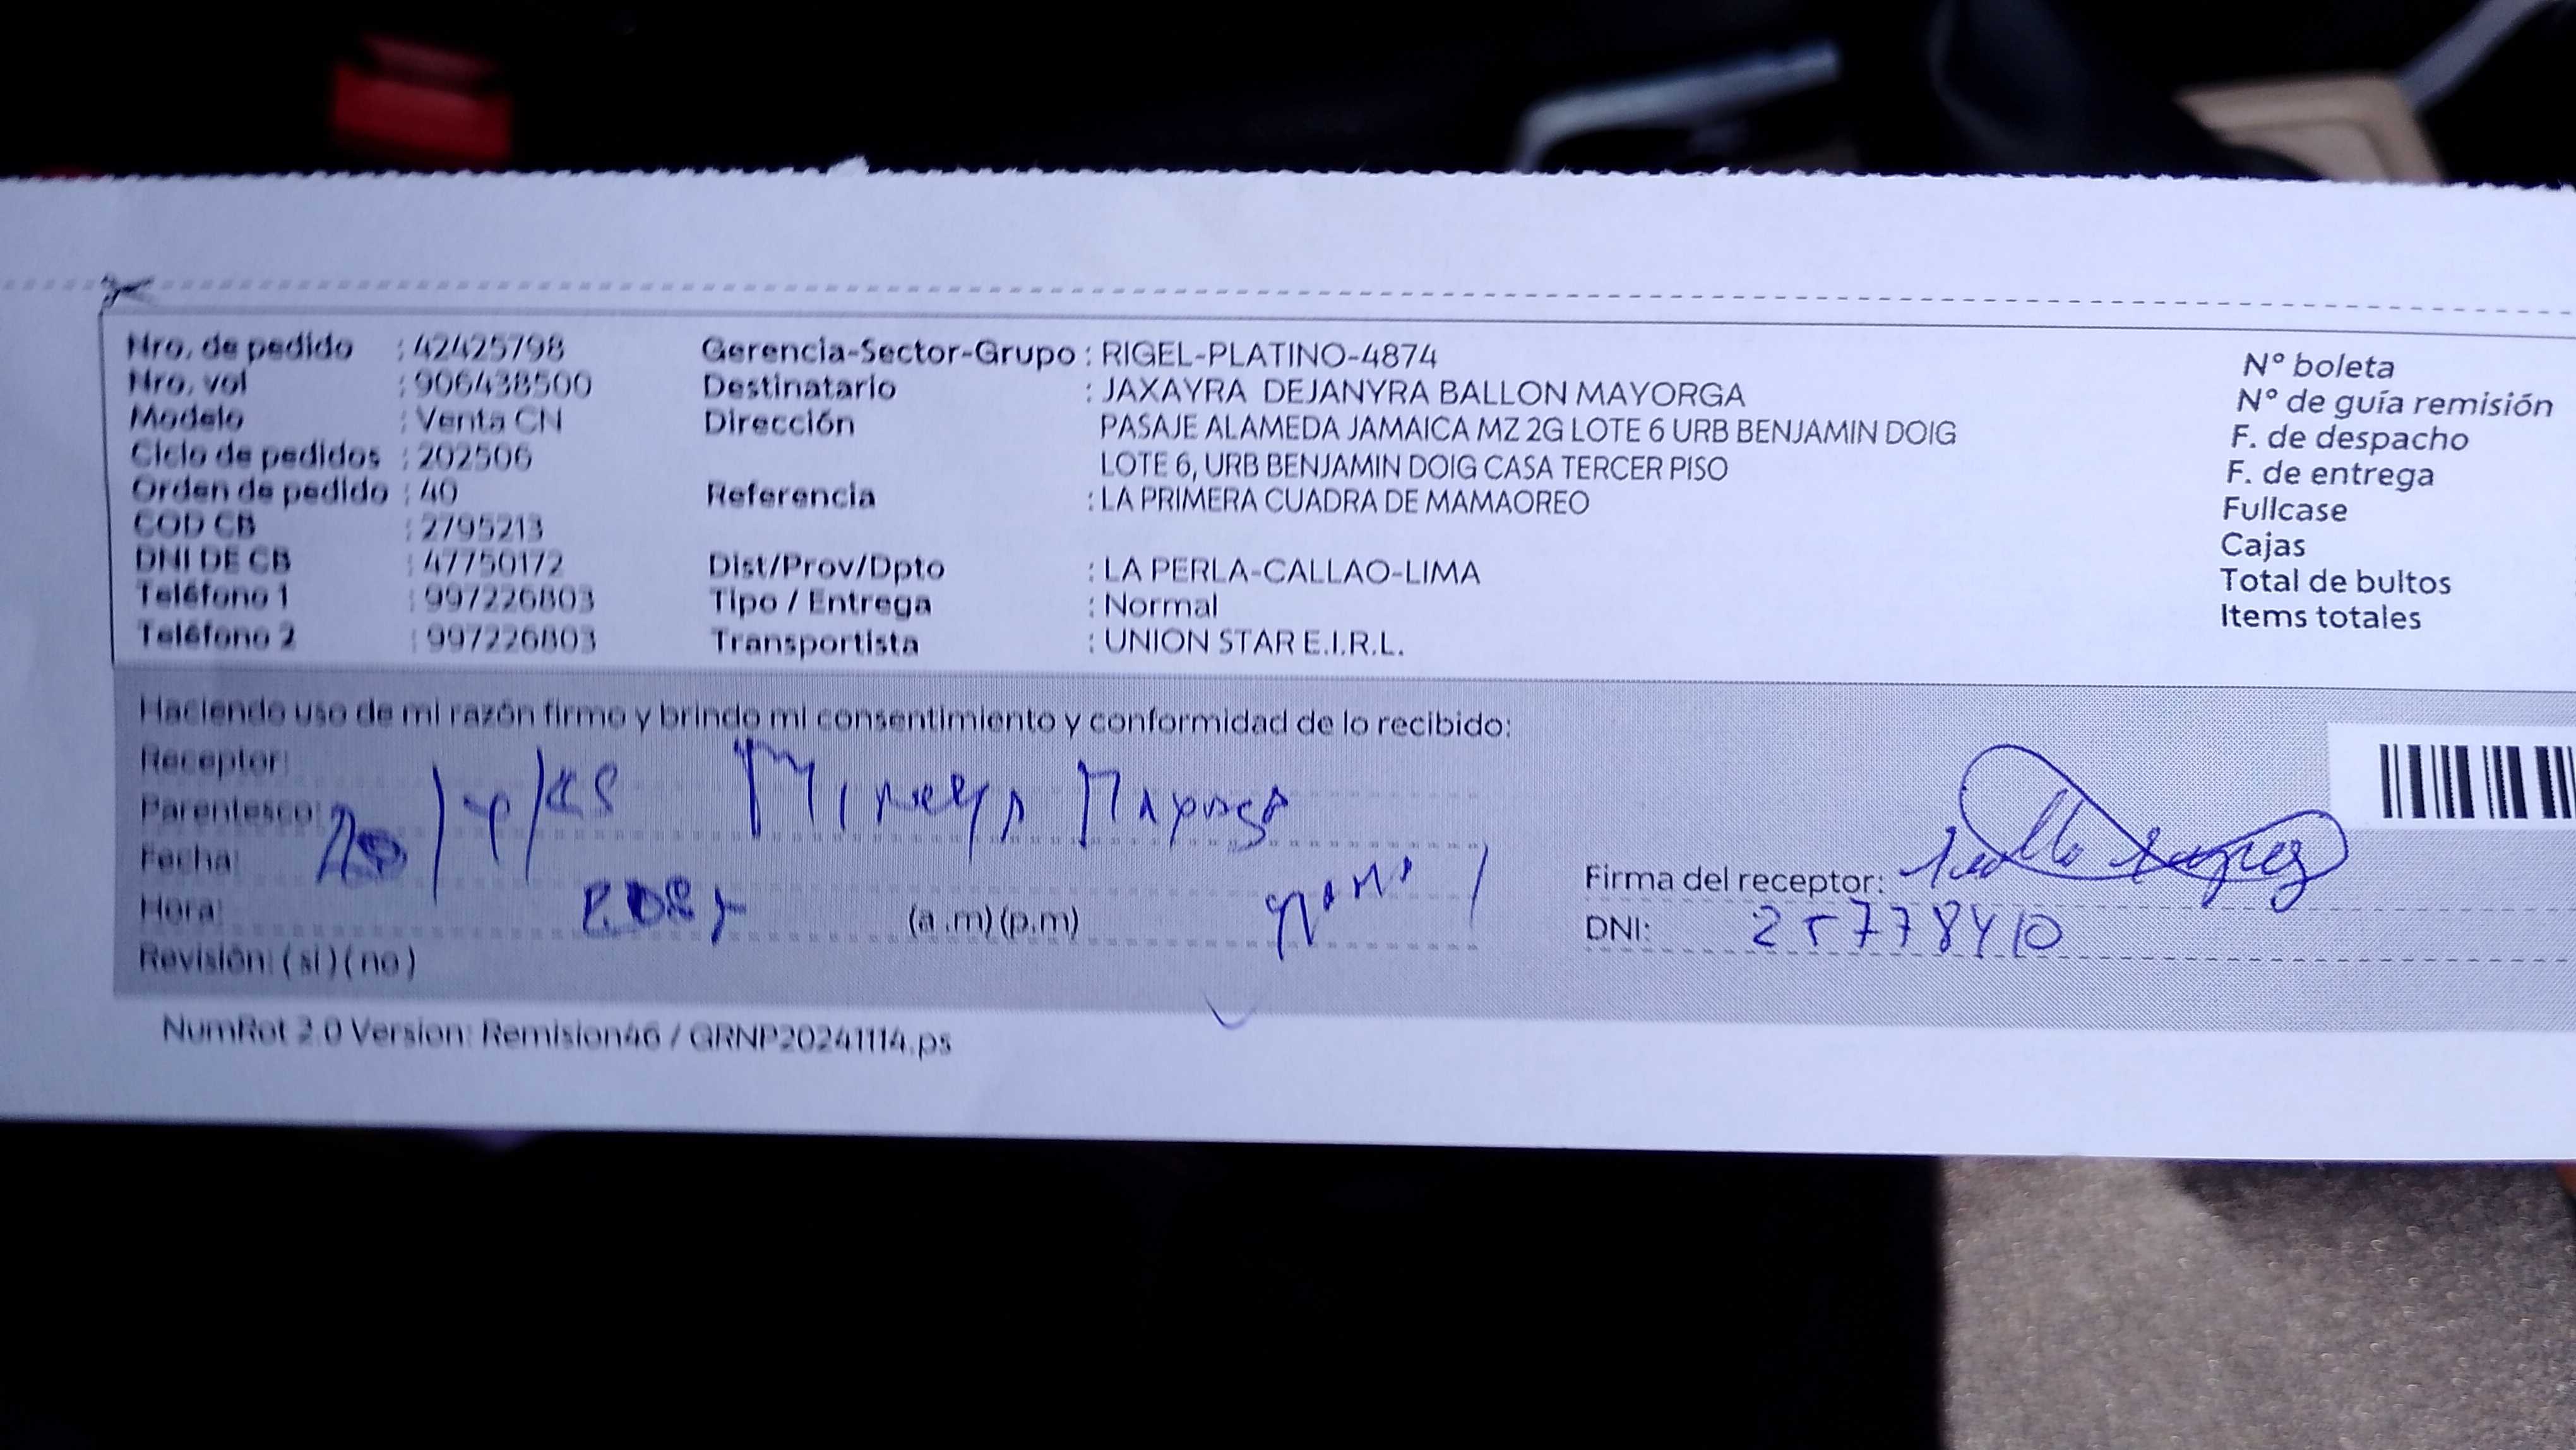 Nro. de pedido : 42425798 Gerencia-Sector-Grupo : RIGEL-PLATINO-4874 N° boleta
Nro. vol : 906438500 Destinatario : JAXAYRA DEJANYRA BALLON MAYORGA N° de guía remisión
Modelo : Venta CN Dirección PASAJE ALAMEDA JAMAICA MZ 2G LOTE 6 URB BENJAMIN DOIG F. de despacho
Ciclo de pedidos : 202506 LOTE 6, URB BENJAMIN DOIG CASA TERCER PISO F. de entrega
Orden de pedido : 40 Referencia : LA PRIMERA CUADRA DE MAMAOREO Fullcase
COD CB : 2795213 Cajas
DNI DE CB : 47750172 Dist/Prov/Dpto : LA PERLA-CALLAO-LIMA Total de bultos
Teléfono 1 : 997226803 Tipo / Entrega : Normal Items totales
Teléfono 2 : 997226803 Transportista : UNION STAR E.I.R.L.
Haciendo uso de mi razón firmo y brindo mi consentimiento y conformidad de lo recibido:
Receptor:
Parentesco:
Fecha:
Hora: (a.m) (p.m)
Revisión: (si) (no)
Firma del receptor:
DNI: 25778410
NumRot 2.0 Version: Remision46 / GRNP20241114.ps